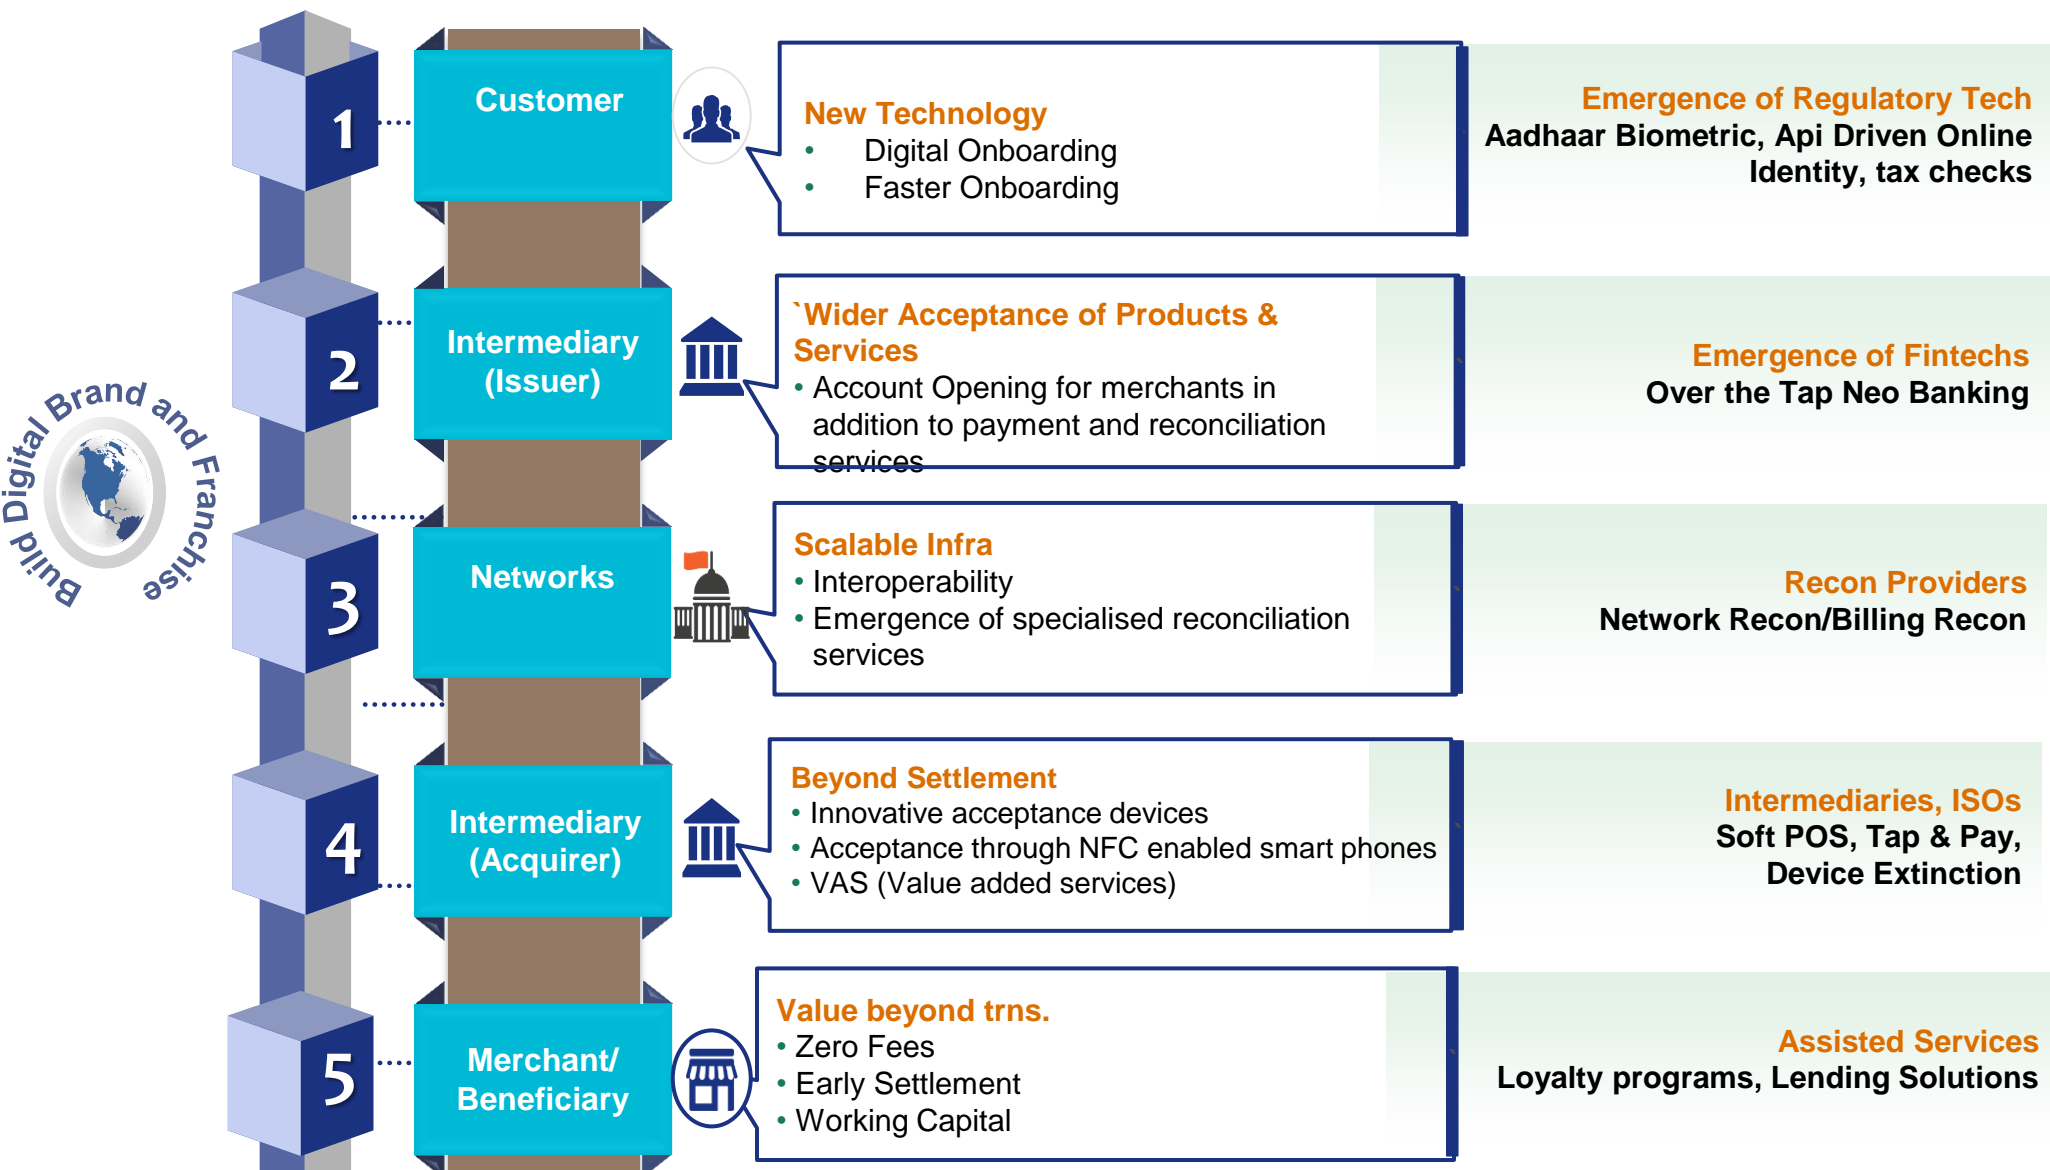 Build Digital Brand and Franchise
1
Customer
New Technology
• Digital Onboarding
• Faster Onboarding
`
Emergence of Regulatory Tech
Aadhaar Biometric, Api Driven Online
Identity, tax checks
2
Intermediary
(Issuer)
`Wider Acceptance of Products &
Services
• Account Opening for merchants in
addition to payment and reconciliation
services
`
Emergence of Fintechs
Over the Tap Neo Banking
3
Networks
Scalable Infra
• Interoperability
• Emergence of specialised reconciliation
services
`
Recon Providers
Network Recon/Billing Recon
4
Intermediary
(Acquirer)
Beyond Settlement
• Innovative acceptance devices
• Acceptance through NFC enabled smart phones
• VAS (Value added services)
`
Intermediaries, ISOs
Soft POS, Tap & Pay,
Device Extinction
5
Merchant/
Beneficiary
Value beyond trns.
• Zero Fees
• Early Settlement
• Working Capital
`
Assisted Services
Loyalty programs, Lending Solutions